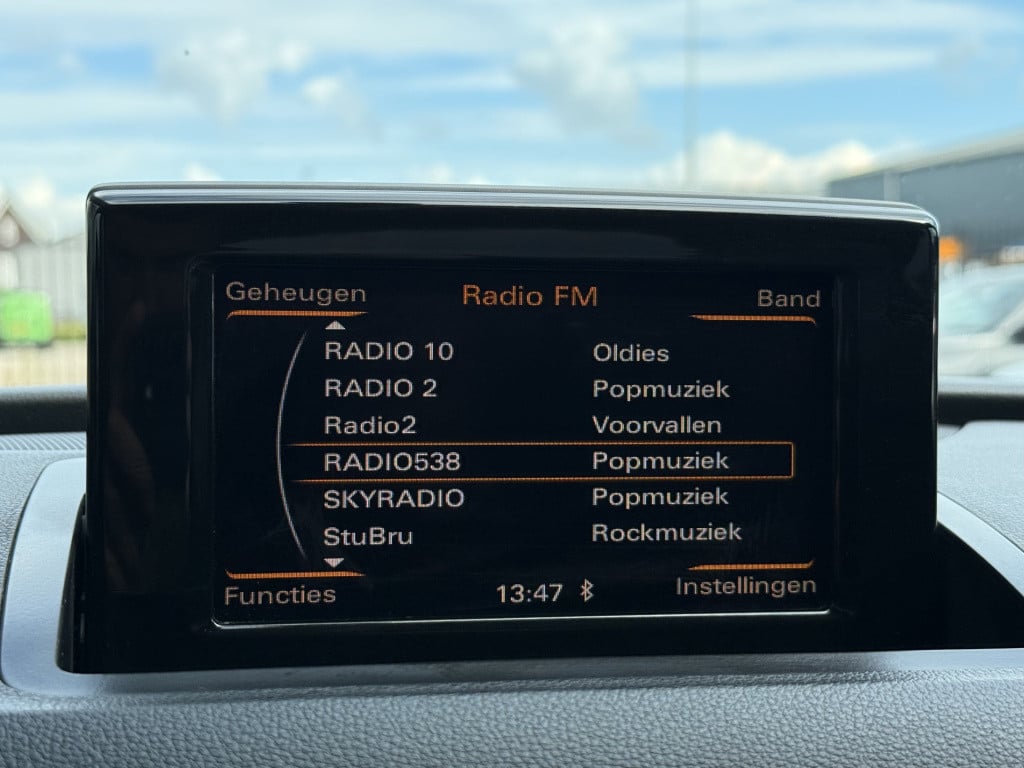 Geheugen Radio FM Band
RADIO 10 Oldies
RADIO 2 Popmuziek
Radio2 Voorvallen
RADIO538 Popmuziek
SKYRADIO Popmuziek
StuBru Rockmuziek
Functies 13:47 Instellingen